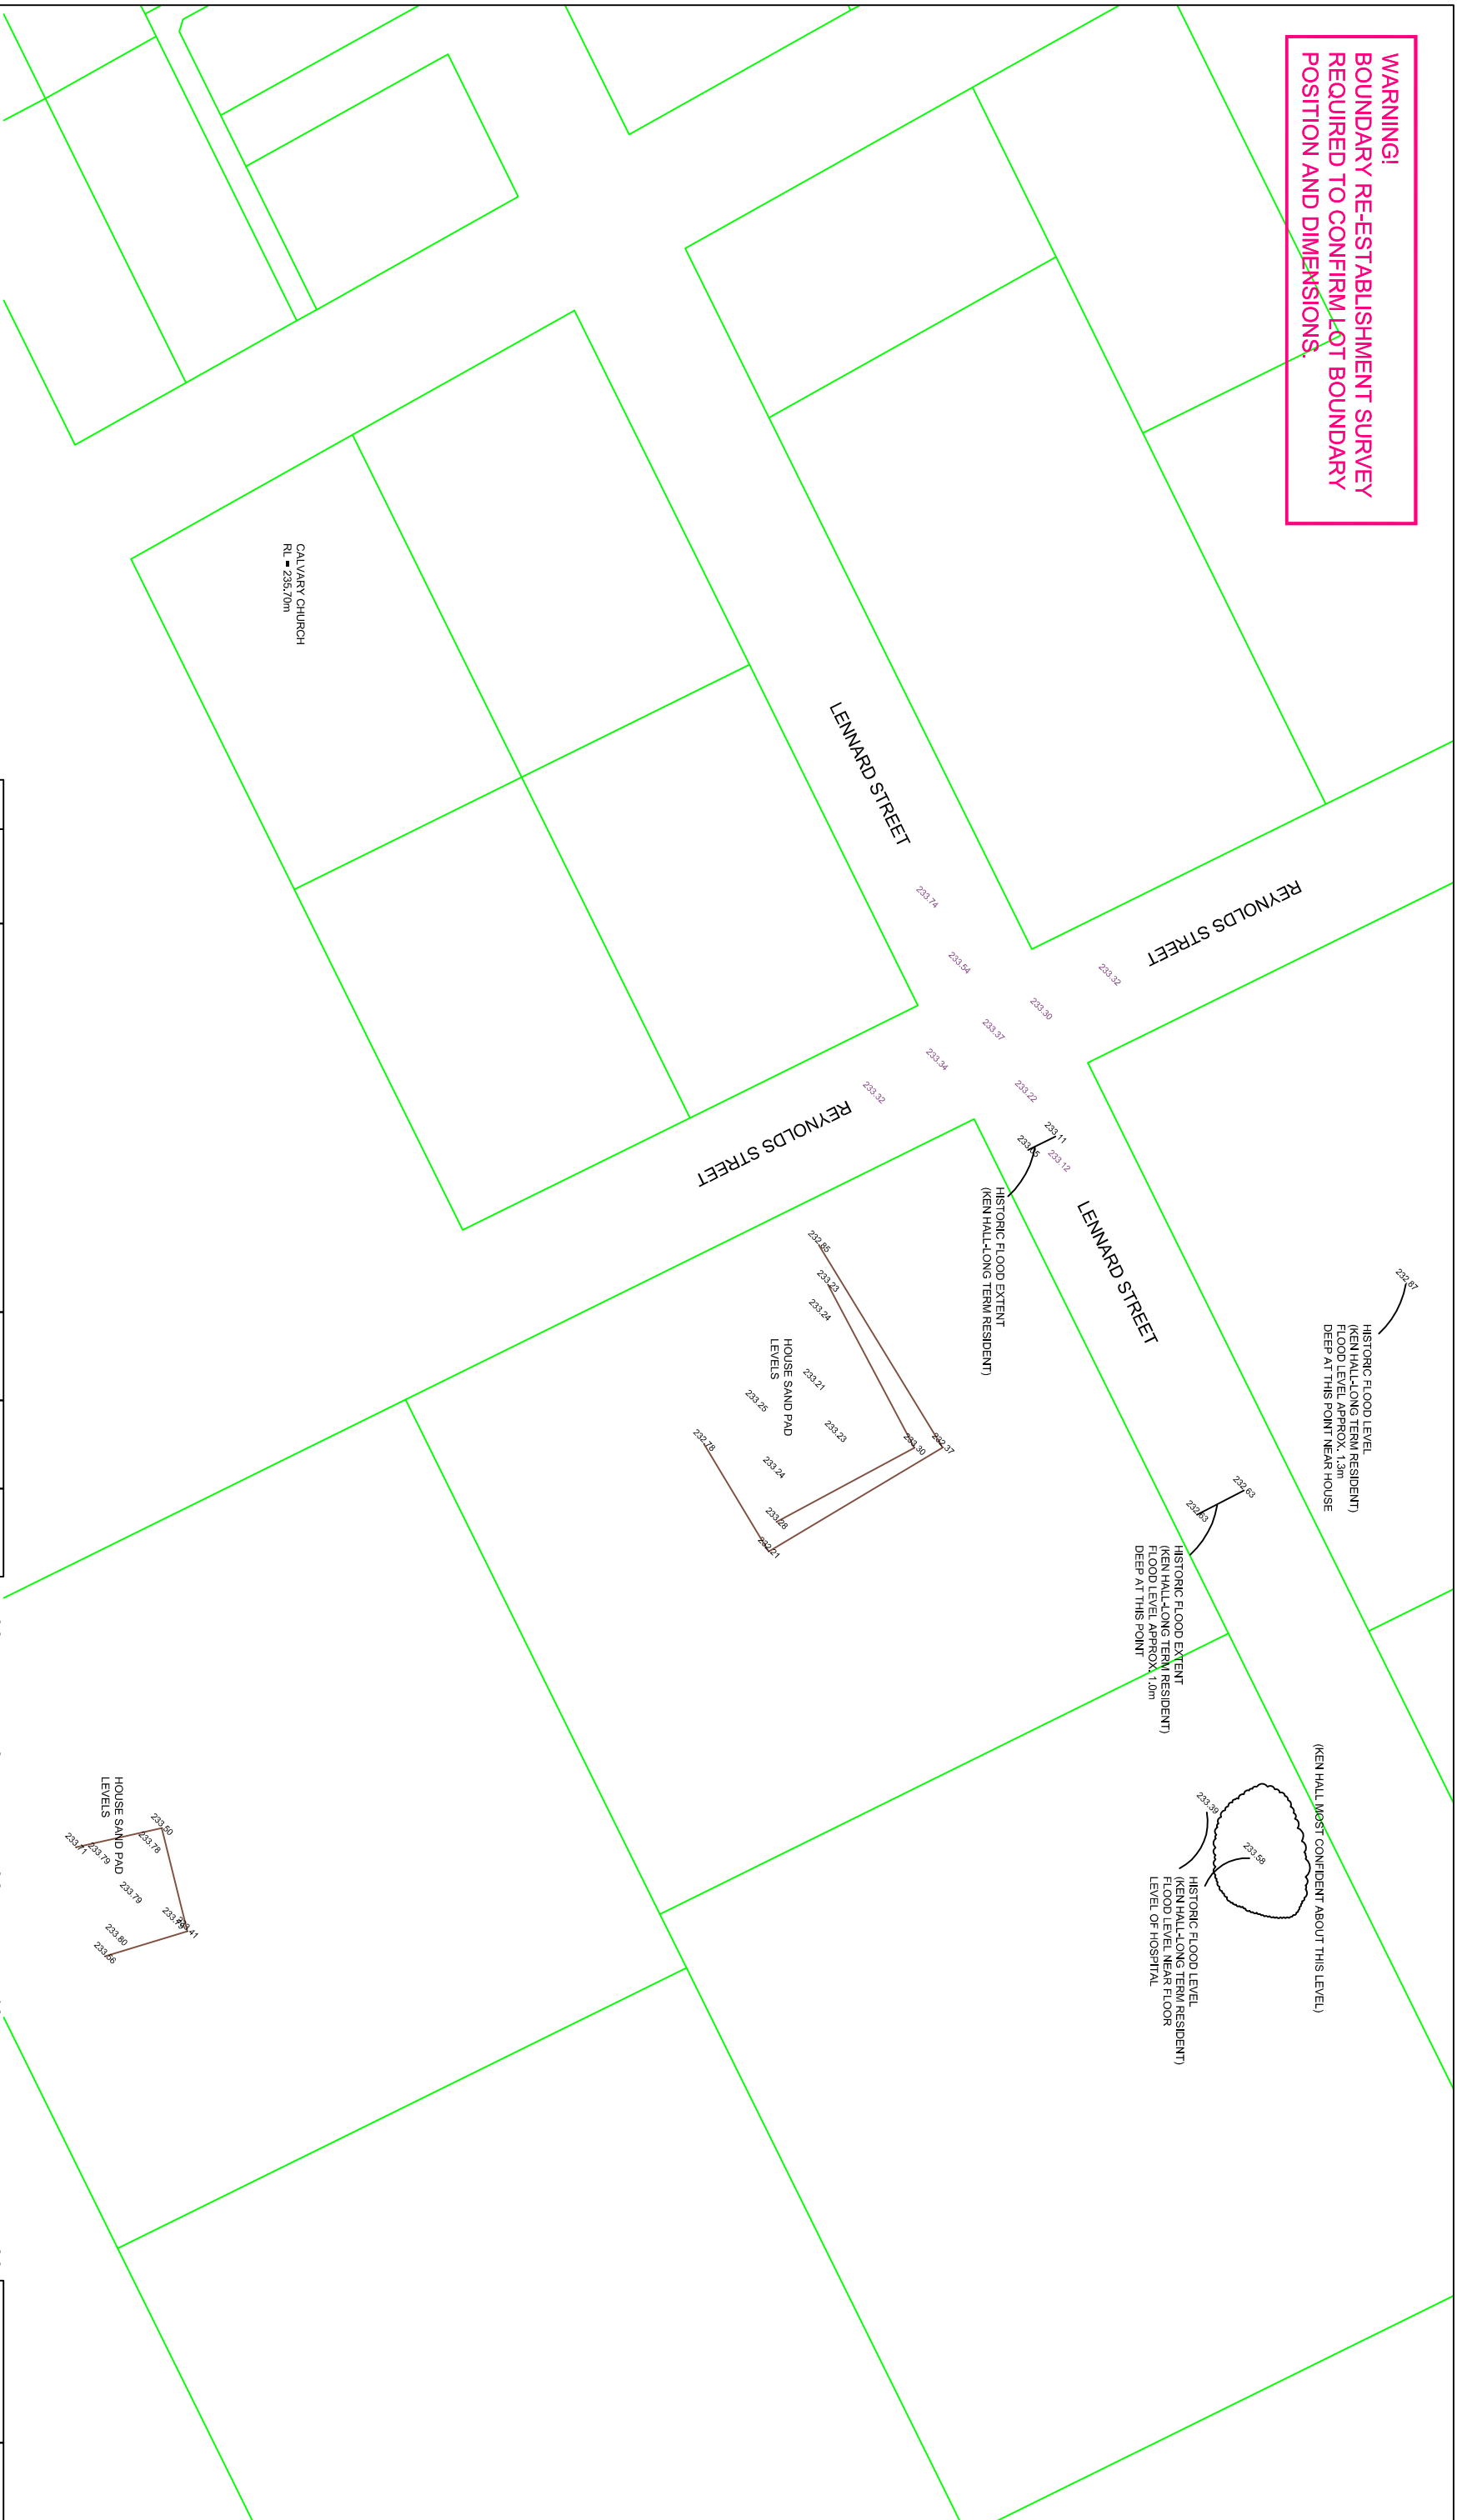 WARNING!
BOUNDARY RE-ESTABLISHMENT SURVEY
REQUIRED TO CONFIRM LOT BOUNDARY
POSITION AND DIMENSIONS.
CALVARY CHURCH
RL = 235.70m
LENNARD STREET
REYNOLDS STREET
233.74
233.54
233.32
233.30
233.37
233.34
233.22
233.32
233.11
233.05
233.12
REYNOLDS STREET
LENNARD STREET
HISTORIC FLOOD EXTENT
(KEN HALL-LONG TERM RESIDENT)
232.87
HISTORIC FLOOD LEVEL
(KEN HALL-LONG TERM RESIDENT)
FLOOD LEVEL APPROX. 1.3m
DEEP AT THIS POINT NEAR HOUSE
232.85
233.23
233.24
233.21
233.25
233.23
233.30
232.37
232.78
233.24
233.28
232.21
HOUSE SAND PAD
LEVELS
232.63
232.63
HISTORIC FLOOD EXTENT
(KEN HALL-LONG TERM RESIDENT)
FLOOD LEVEL APPROX. 1.0m
DEEP AT THIS POINT
(KEN HALL MOST CONFIDENT ABOUT THIS LEVEL)
233.39
233.58
HISTORIC FLOOD LEVEL
(KEN HALL-LONG TERM RESIDENT)
FLOOD LEVEL NEAR FLOOR
LEVEL OF HOSPITAL
HOUSE SAND PAD
LEVELS
233.50
233.78
233.71
233.79
233.79
233.80